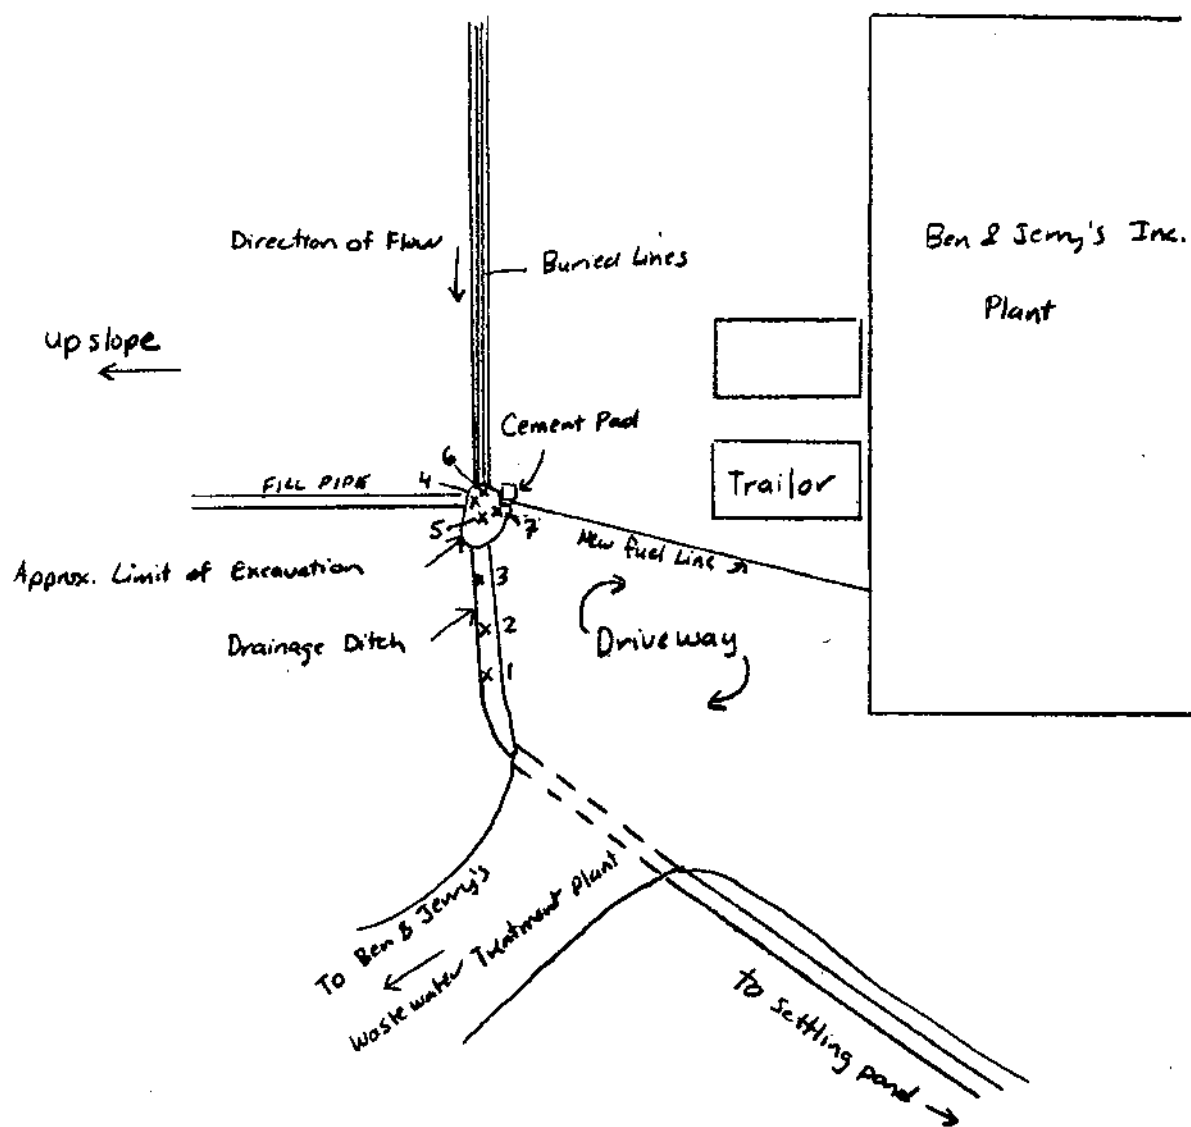 Direction of Flow
Buried Lines
Ben & Jerry's Inc.
Plant
up slope
Cement Pad
6
4
FILL PIPE
Trailor
5
7
New fuel Line
Approx. Limit of Excavation
3
Drainage Ditch
2
Driveway
1
To Ben & Jerry's
Wastewater Treatment Plant
to settling pond